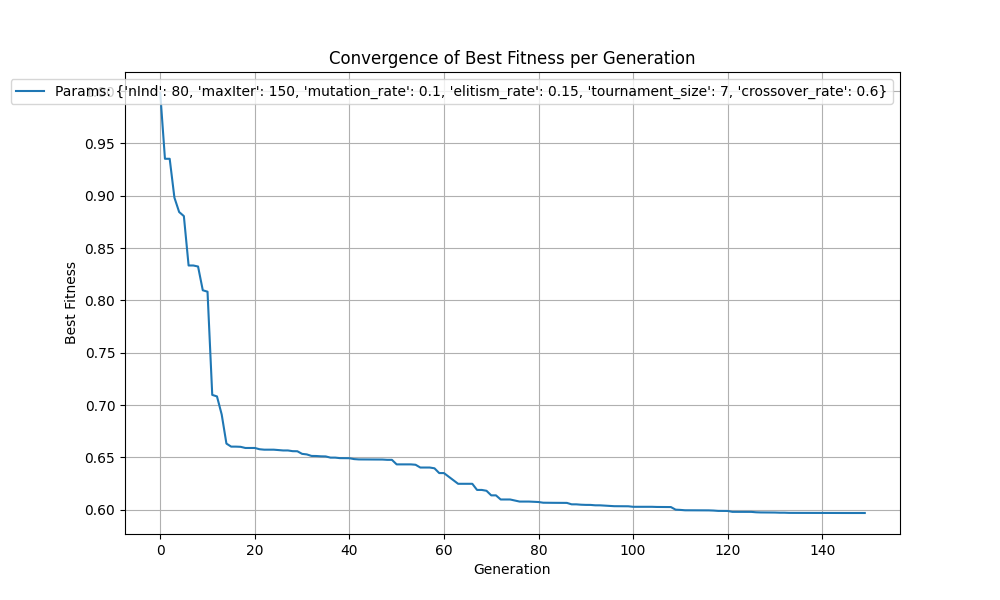 Convergence of Best Fitness per Generation
Params: {'nInd': 80, 'maxIter': 150, 'mutation_rate': 0.1, 'elitism_rate': 0.15, 'tournament_size': 7, 'crossover_rate': 0.6}
1.00
0.95
0.90
0.85
0.80
0.75
0.70
0.65
0.60
Best Fitness
0 20 40 60 80 100 120 140
Generation